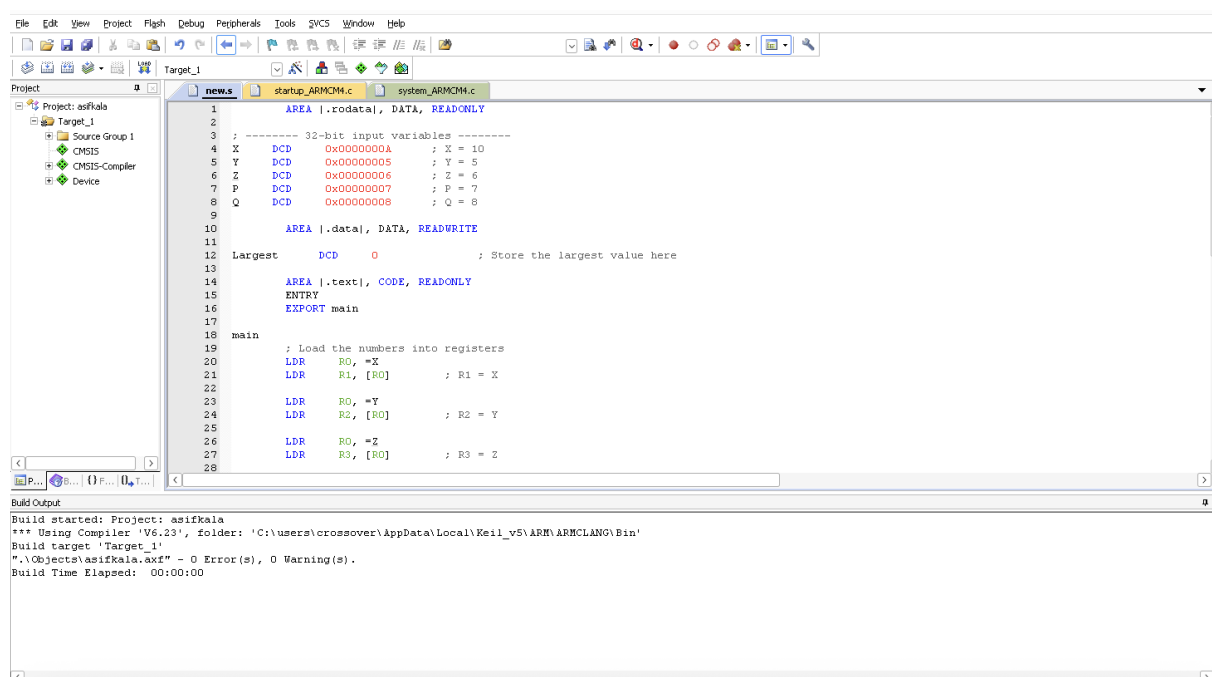 File Edit View Project Flash Debug Peripherals Tools SVCS Window Help
Target_1
Project
new.s startup_ARMCM4.c system_ARMCM4.c
Project: asifkala
Target_1
Source Group 1
CMSIS
CMSIS-Compiler
Device
1 AREA |.rodata|, DATA, READONLY
2
3 ; -------- 32-bit input variables --------
4 X DCD 0x0000000A ; X = 10
5 Y DCD 0x00000005 ; Y = 5
6 Z DCD 0x00000006 ; Z = 6
7 P DCD 0x00000007 ; P = 7
8 Q DCD 0x00000008 ; Q = 8
9
10 AREA |.data|, DATA, READWRITE
11
12 Largest DCD 0 ; Store the largest value here
13
14 AREA |.text|, CODE, READONLY
15 ENTRY
16 EXPORT main
17
18 main
19 ; Load the numbers into registers
20 LDR R0, =X
21 LDR R1, [R0] ; R1 = X
22
23 LDR R0, =Y
24 LDR R2, [R0] ; R2 = Y
25
26 LDR R0, =Z
27 LDR R3, [R0] ; R3 = Z
28
P... B... {} F... 0 T...
Build Output
Build started: Project: asifkala
*** Using Compiler 'V6.23', folder: 'C:\users\crossover\AppData\Local\Keil_v5\ARM\ARMCLANG\Bin'
Build target 'Target_1'
".\Objects\asifkala.axf" - 0 Error(s), 0 Warning(s).
Build Time Elapsed: 00:00:00